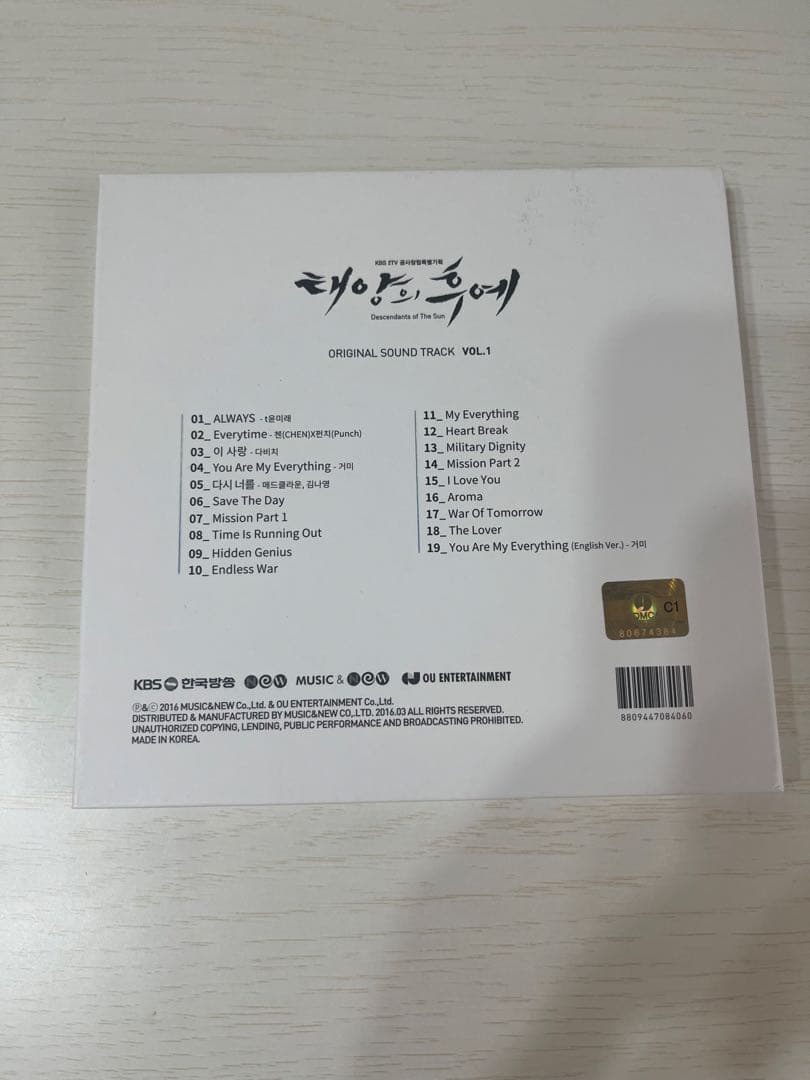 KBS 2TV 공사창립특별기획
태양의 후예
Descendants of The Sun
ORIGINAL SOUND TRACK VOL.1
01_ ALWAYS - t윤미래
02_ Everytime - 첸(CHEN)X펀치(Punch)
03_ 이 사랑 - 다비치
04_ You Are My Everything - 거미
05_ 다시 너를 - 매드클라운, 김나영
06_ Save The Day
07_ Mission Part 1
08_ Time Is Running Out
09_ Hidden Genius
10_ Endless War
11_ My Everything
12_ Heart Break
13_ Military Dignity
14_ Mission Part 2
15_ I Love You
16_ Aroma
17_ War Of Tomorrow
18_ The Lover
19_ You Are My Everything (English Ver.) - 거미
DMC C1
80674384
KBS 한국방송 NEW MUSIC & NEW OU ENTERTAINMENT
8809447084060
℗&© 2016 MUSIC&NEW Co.,Ltd. & OU ENTERTAINMENT Co.,Ltd.
DISTRIBUTED & MANUFACTURED BY MUSIC&NEW CO,.LTD. 2016.03 ALL RIGHTS RESERVED.
UNAUTHORIZED COPYING, LENDING, PUBLIC PERFORMANCE AND BROADCASTING PROHIBITED.
MADE IN KOREA.